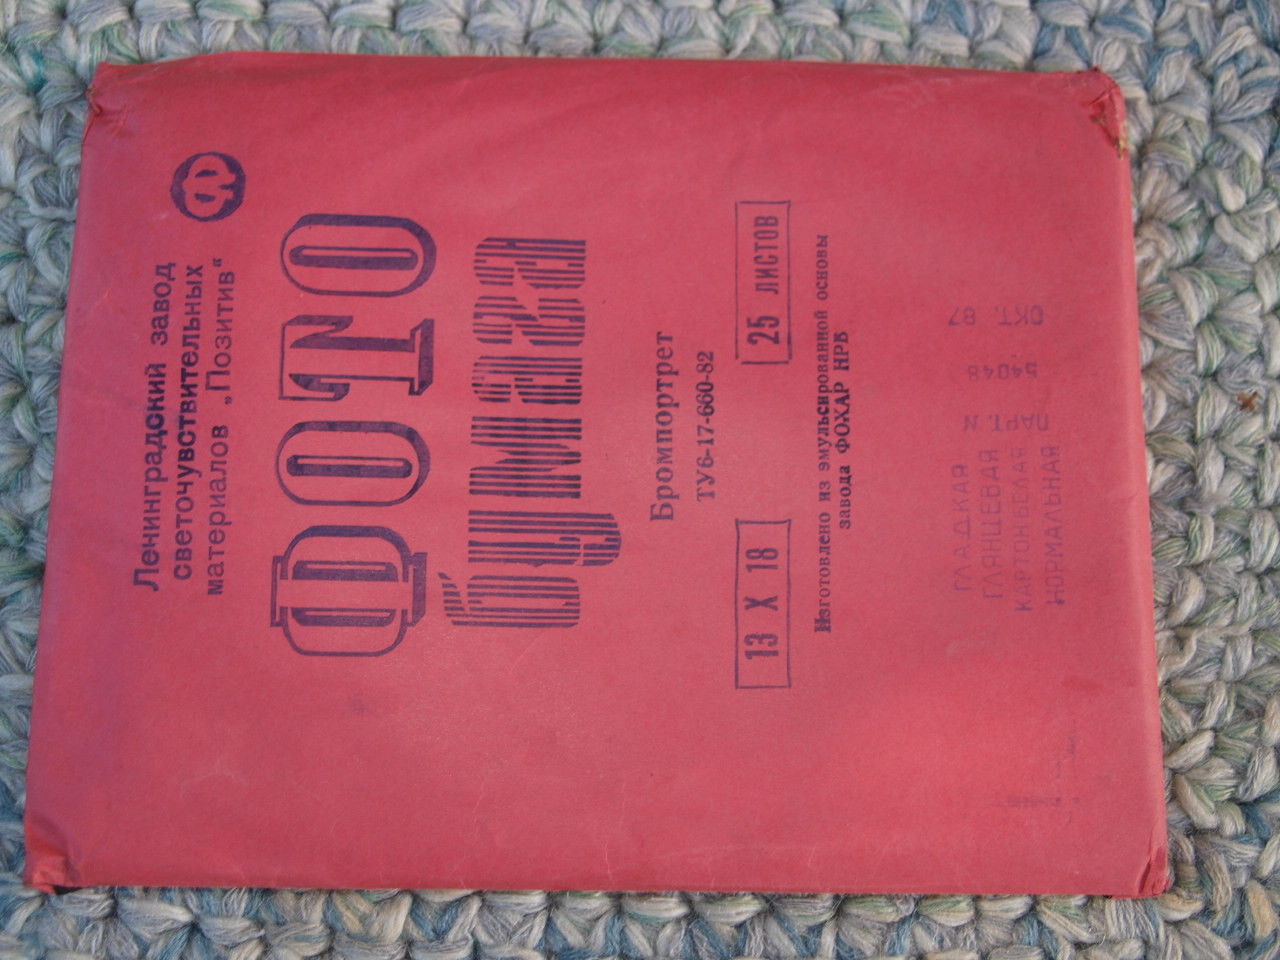 Ленинградский завод
светочувствительных
материалов „Позитив“
Ф
ФОТО
бумага
Бромпортрет
ТУ6-17-660-82
13 X 18
25 ЛИСТОВ
Изготовлено из эмульсированной основы
завода ФОХАР НРБ
ГЛАДКАЯ
ГЛЯНЦЕВАЯ
КАРТОНБЕЛАЯ
НОРМАЛЬНАЯ
ПАРТ. N 54048
ОКТ. 87